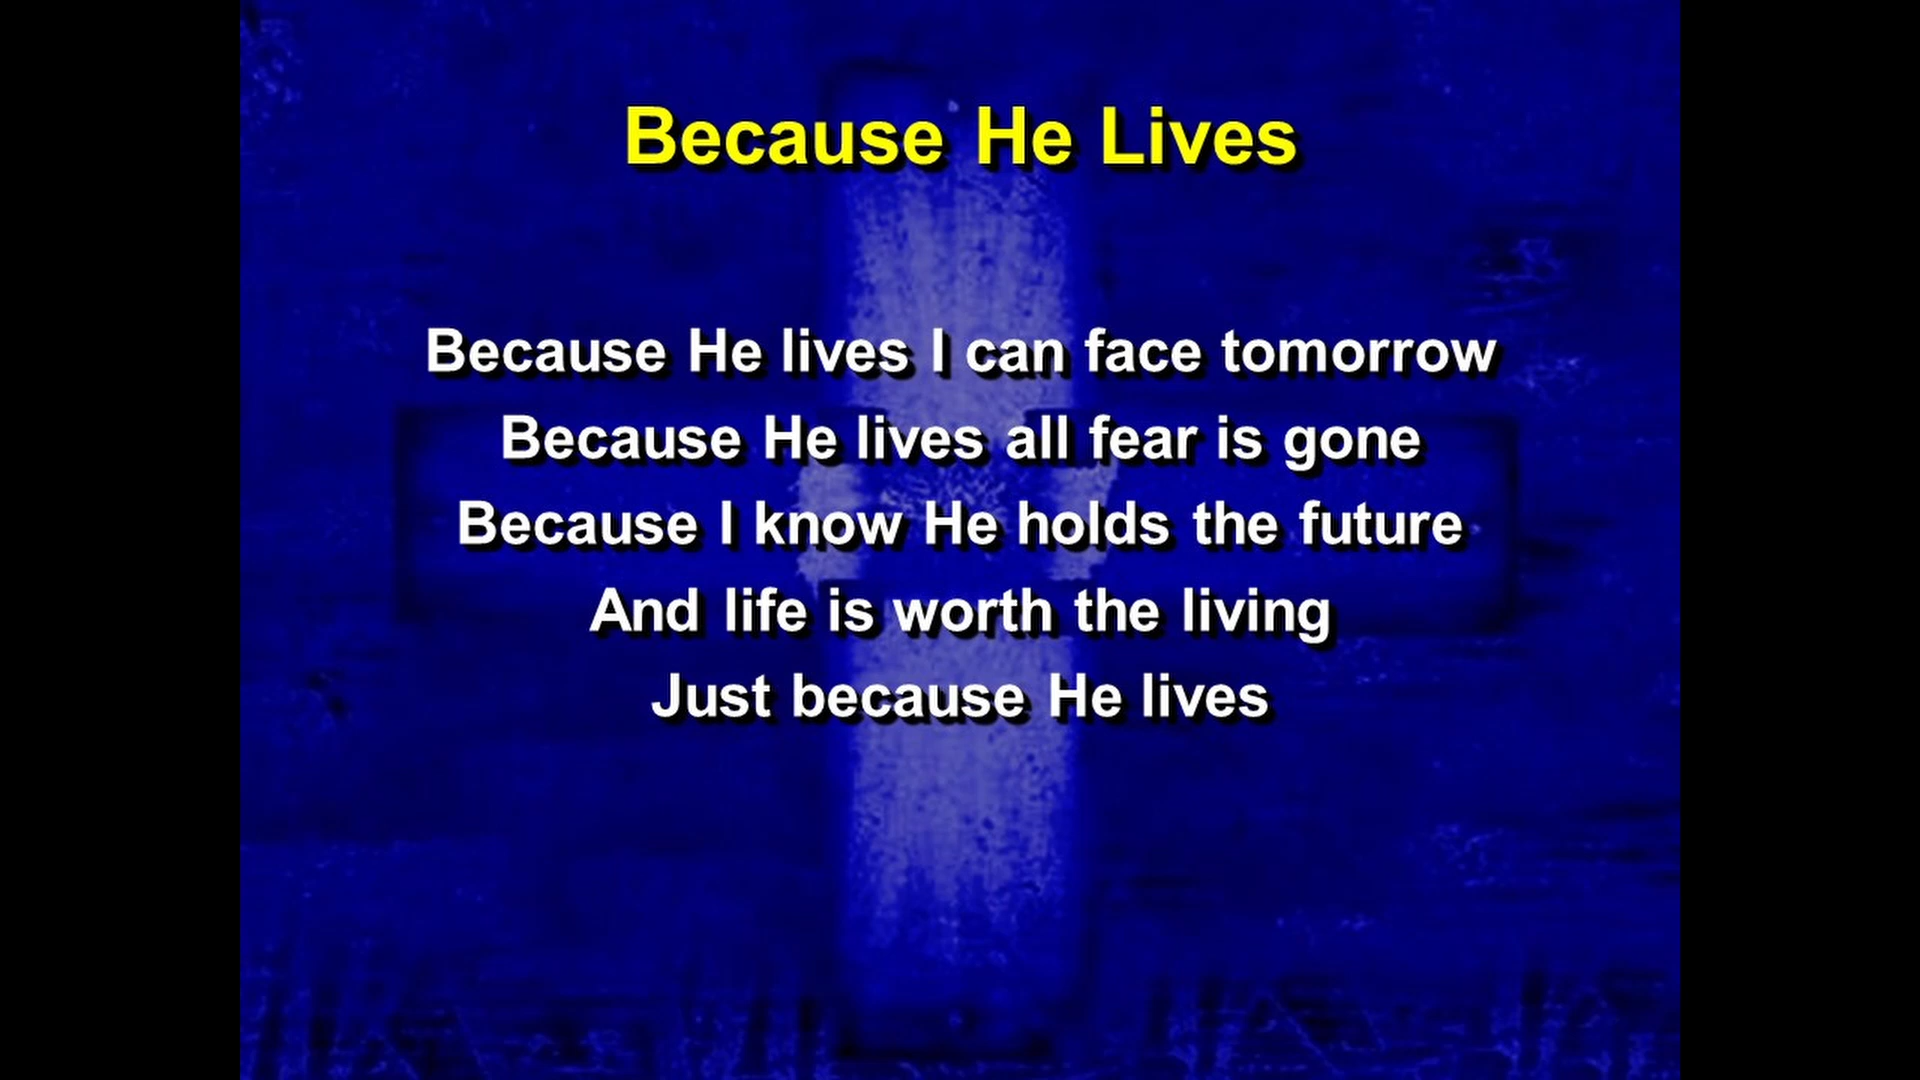 Because He Lives
Because He lives I can face tomorrow
Because He lives all fear is gone
Because I know He holds the future
And life is worth the living
Just because He lives